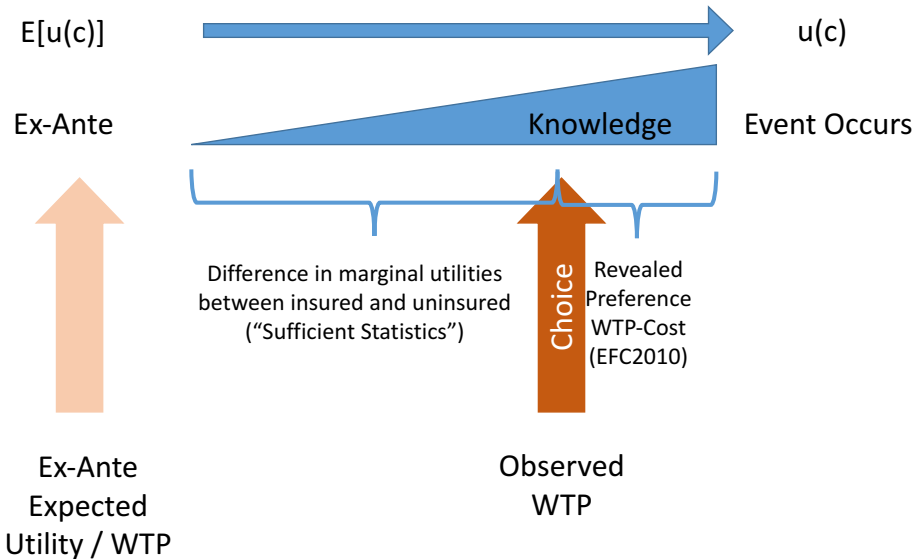 E[u(c)]
u(c)
Ex-Ante
Knowledge
Event Occurs
Difference in marginal utilities
between insured and uninsured
(“Sufficient Statistics”)
Choice
Revealed
Preference
WTP-Cost
(EFC2010)
Ex-Ante
Expected
Utility / WTP
Observed
WTP